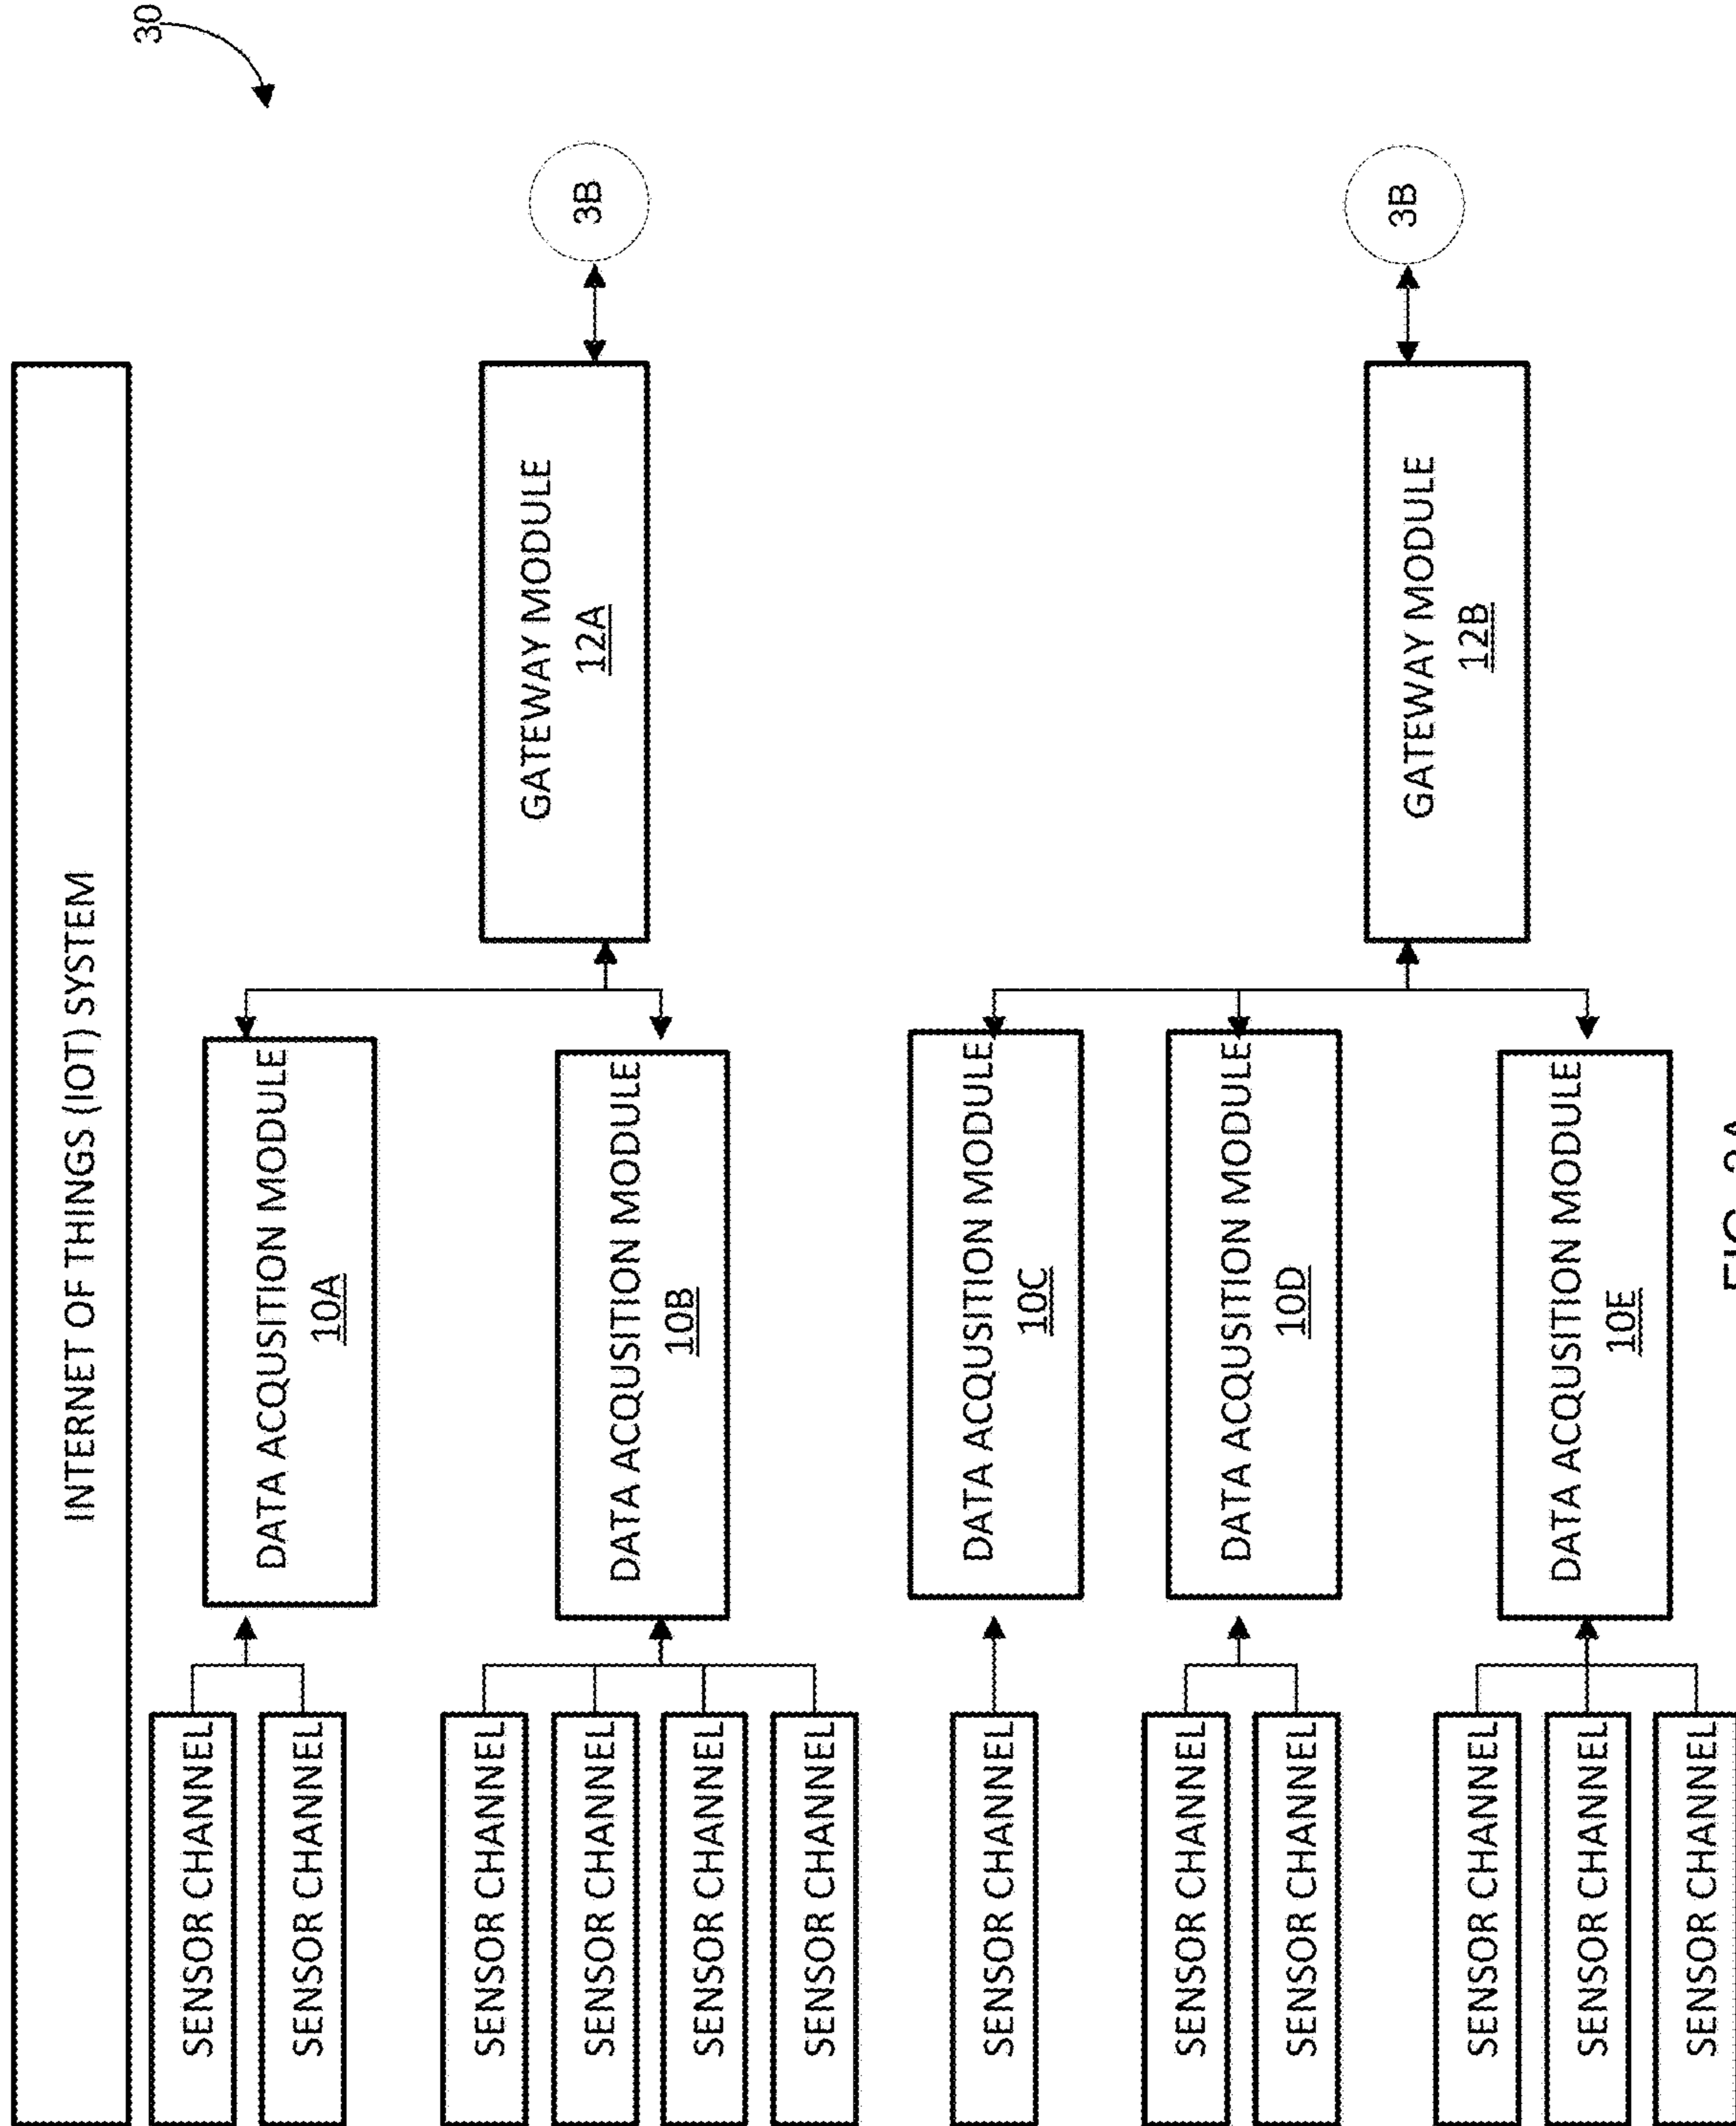 30
INTERNET OF THINGS (IOT) SYSTEM
SENSOR CHANNEL
SENSOR CHANNEL
DATA ACQUSITION MODULE
10A
SENSOR CHANNEL
SENSOR CHANNEL
SENSOR CHANNEL
SENSOR CHANNEL
DATA ACQUSITION MODULE
10B
GATEWAY MODULE
12A
3B
SENSOR CHANNEL
DATA ACQUSITION MODULE
10C
SENSOR CHANNEL
SENSOR CHANNEL
DATA ACQUSITION MODULE
10D
SENSOR CHANNEL
SENSOR CHANNEL
SENSOR CHANNEL
DATA ACQUSITION MODULE
10E
GATEWAY MODULE
12B
3B